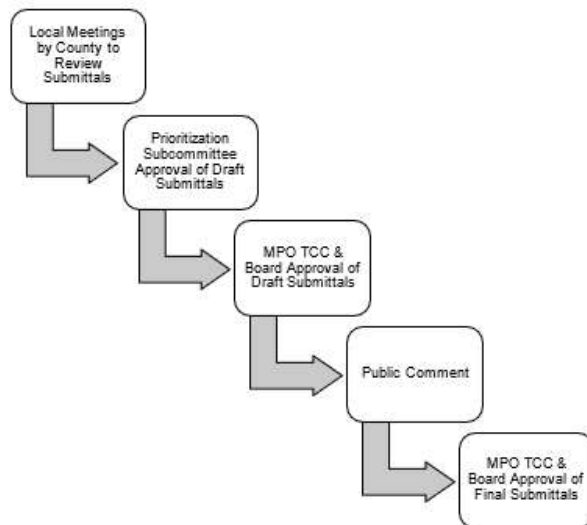 Local Meetings
by County to
Review
Submittals
Prioritization
Subcommittee
Approval of Draft
Submittals
MPO TCC &
Board Approval of
Draft Submittals
Public Comment
MPO TCC &
Board Approval of
Final Submittals